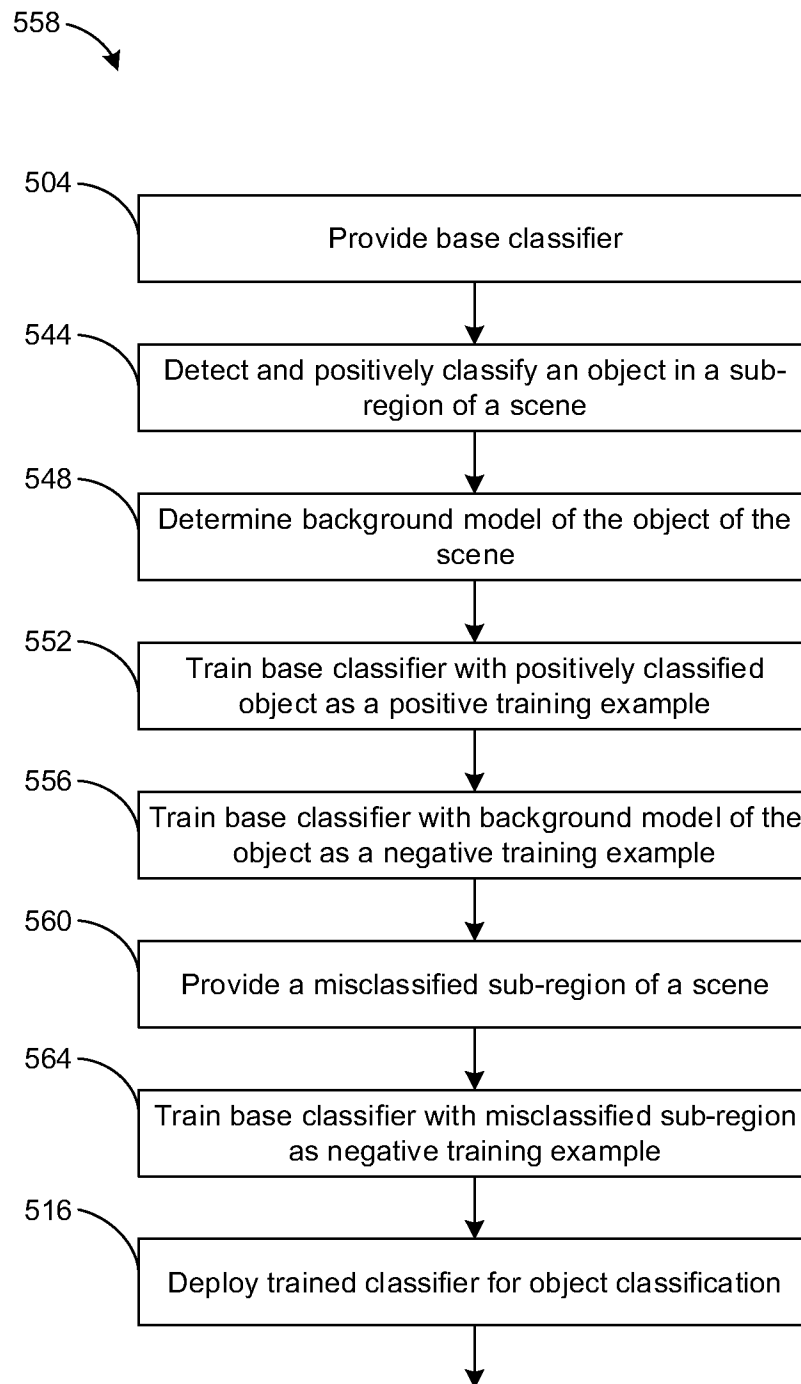 558
504
Provide base classifier
544
Detect and positively classify an object in a sub-
region of a scene
548
Determine background model of the object of the
scene
552
Train base classifier with positively classified
object as a positive training example
556
Train base classifier with background model of the
object as a negative training example
560
Provide a misclassified sub-region of a scene
564
Train base classifier with misclassified sub-region
as negative training example
516
Deploy trained classifier for object classification